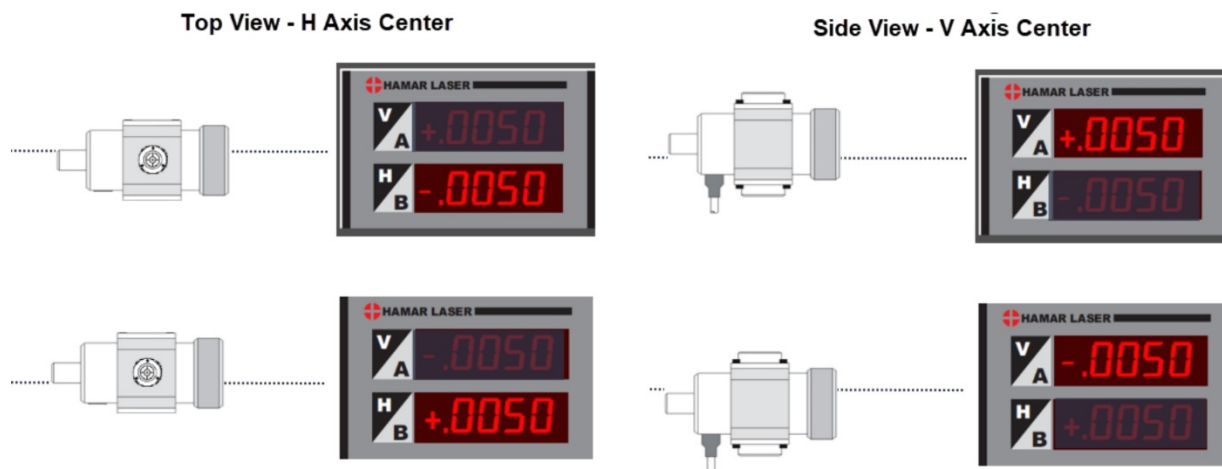 Top View - H Axis Center
Side View - V Axis Center
HAMAR LASER
V
A
+.0050
H
B
-.0050
HAMAR LASER
V
A
+.0050
H
B
-.0050
HAMAR LASER
V
A
-.0050
H
B
+.0050
HAMAR LASER
V
A
-.0050
H
B
+.0050